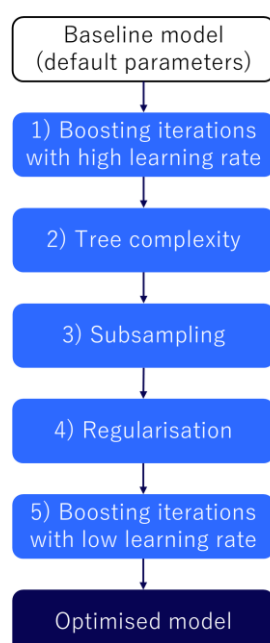 Baseline model
(default parameters)
1) Boosting iterations
with high learning rate
2) Tree complexity
3) Subsampling
4) Regularisation
5) Boosting iterations
with low learning rate
Optimised model